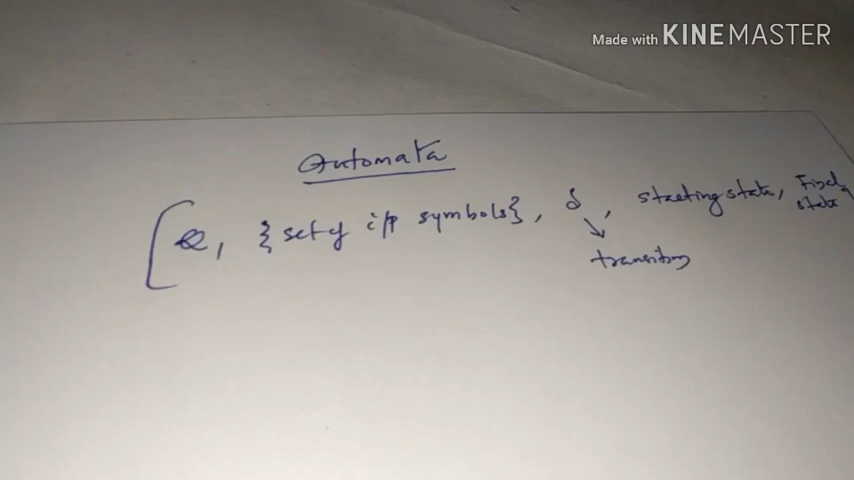 Made with KINEMASTER
Automata
[Q, {set of i/p symbols}, δ, starting state, Final
state
transition